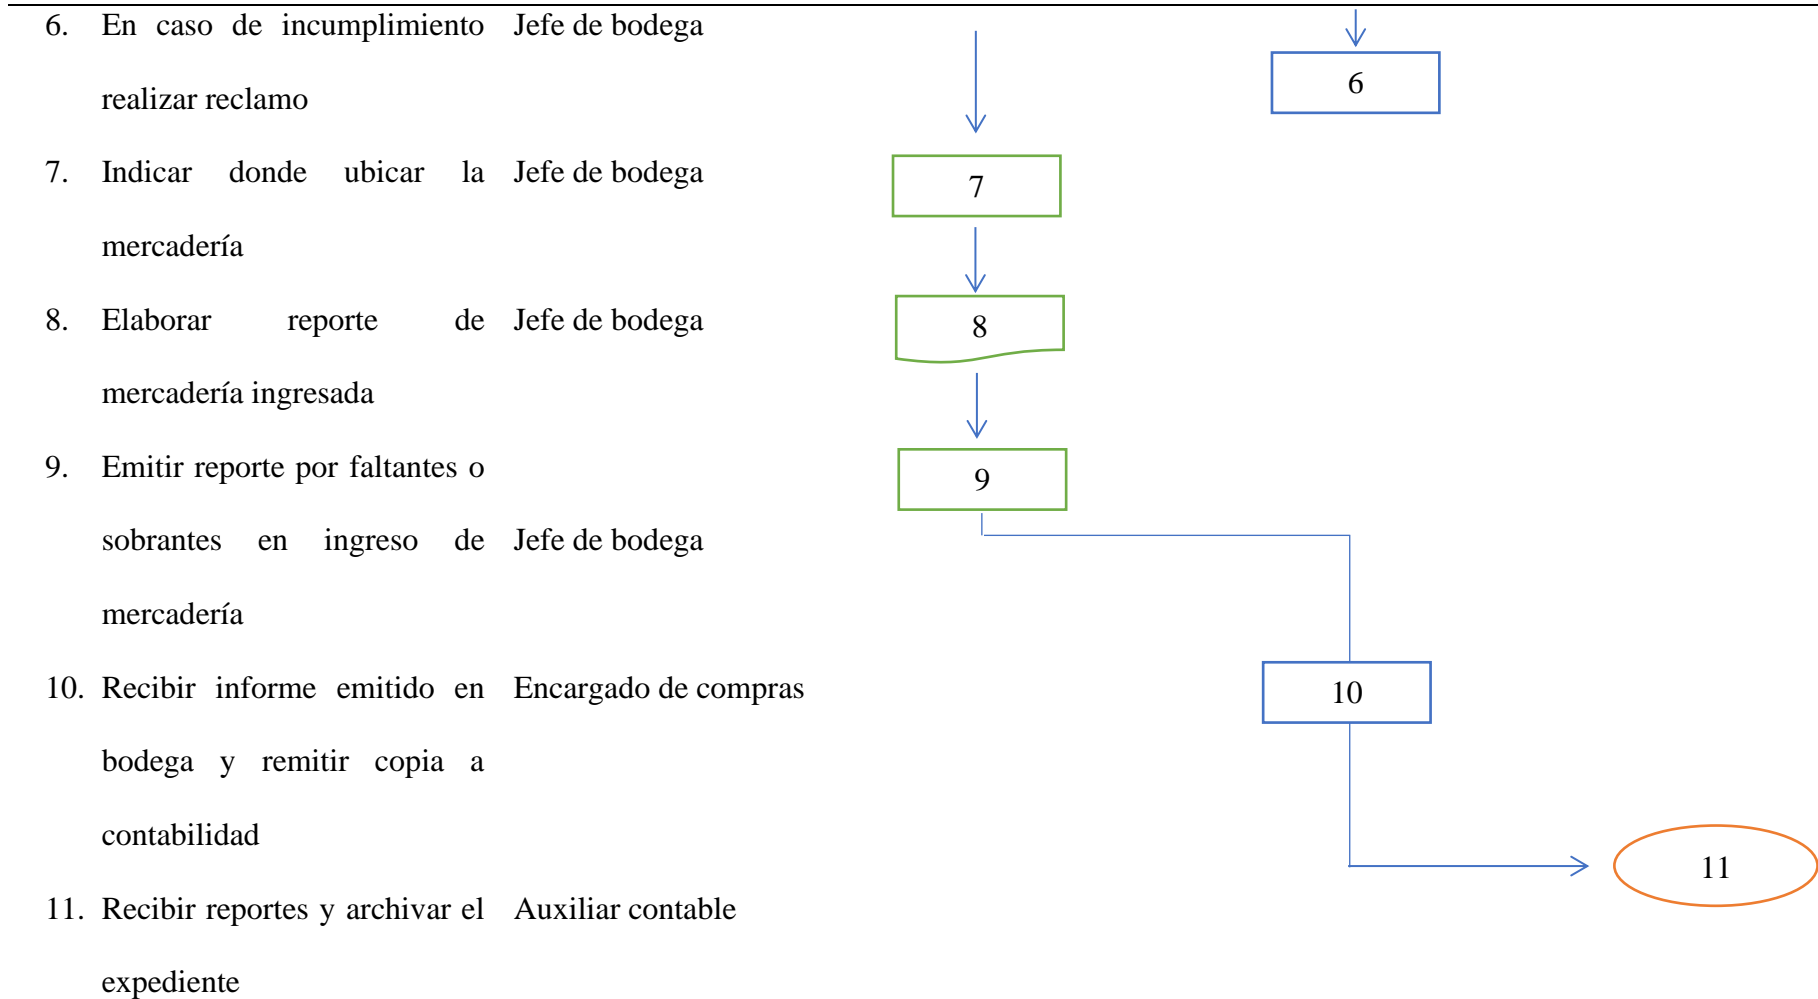 6. En caso de incumplimiento Jefe de bodega
6
realizar reclamo
7. Indicar donde ubicar la Jefe de bodega
7
mercadería
8. Elaborar reporte de Jefe de bodega
8
mercadería ingresada
9. Emitir reporte por faltantes o
9
sobrantes en ingreso de Jefe de bodega
mercadería
10. Recibir informe emitido en Encargado de compras
10
bodega y remitir copia a
contabilidad
11
11. Recibir reportes y archivar el Auxiliar contable
expediente